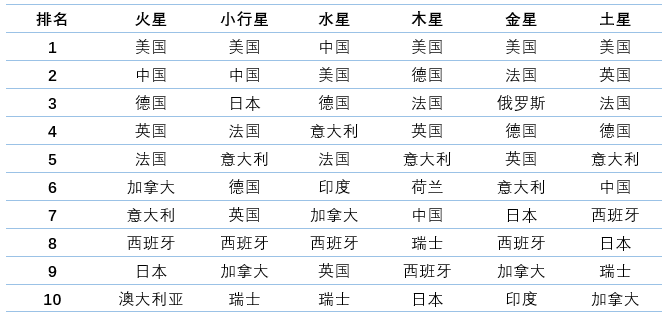 排名 火星 小行星 水星 木星 金星 土星
1 美国 美国 中国 美国 美国 美国
2 中国 中国 美国 德国 法国 英国
3 德国 日本 德国 法国 俄罗斯 法国
4 英国 法国 意大利 英国 德国 德国
5 法国 意大利 法国 意大利 英国 意大利
6 加拿大 德国 印度 荷兰 意大利 中国
7 意大利 英国 加拿大 中国 日本 西班牙
8 西班牙 西班牙 西班牙 瑞士 西班牙 日本
9 日本 加拿大 英国 西班牙 加拿大 瑞士
10 澳大利亚 瑞士 瑞士 日本 印度 加拿大